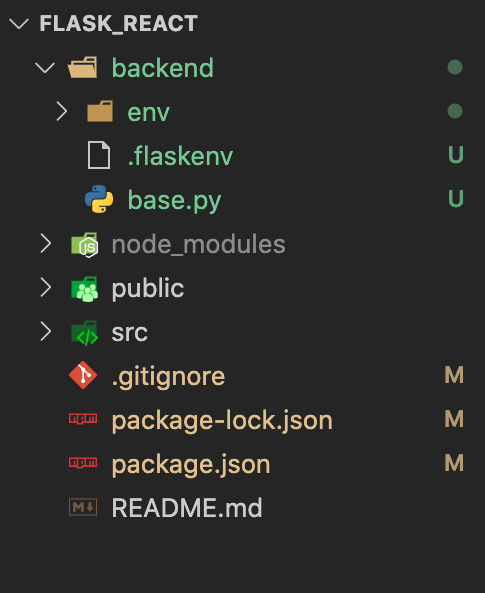 FLASK_REACT
backend
env
.flaskenv U
base.py U
node_modules
public
src
.gitignore M
package-lock.json M
package.json M
README.md